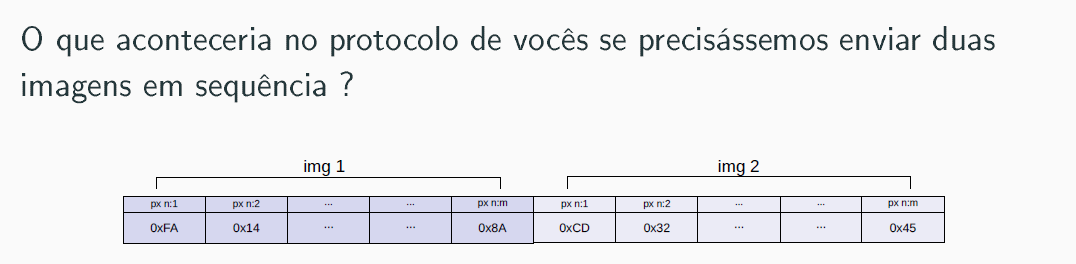 O que aconteceria no protocolo de vocês se precisássemos enviar duas
imagens em sequência ?
img 1 img 2
px n:1 px n:2 ... ... px n:m px n:1 px n:2 ... ... px n:m
0xFA 0x14 ... ... 0x8A 0xCD 0x32 ... ... 0x45